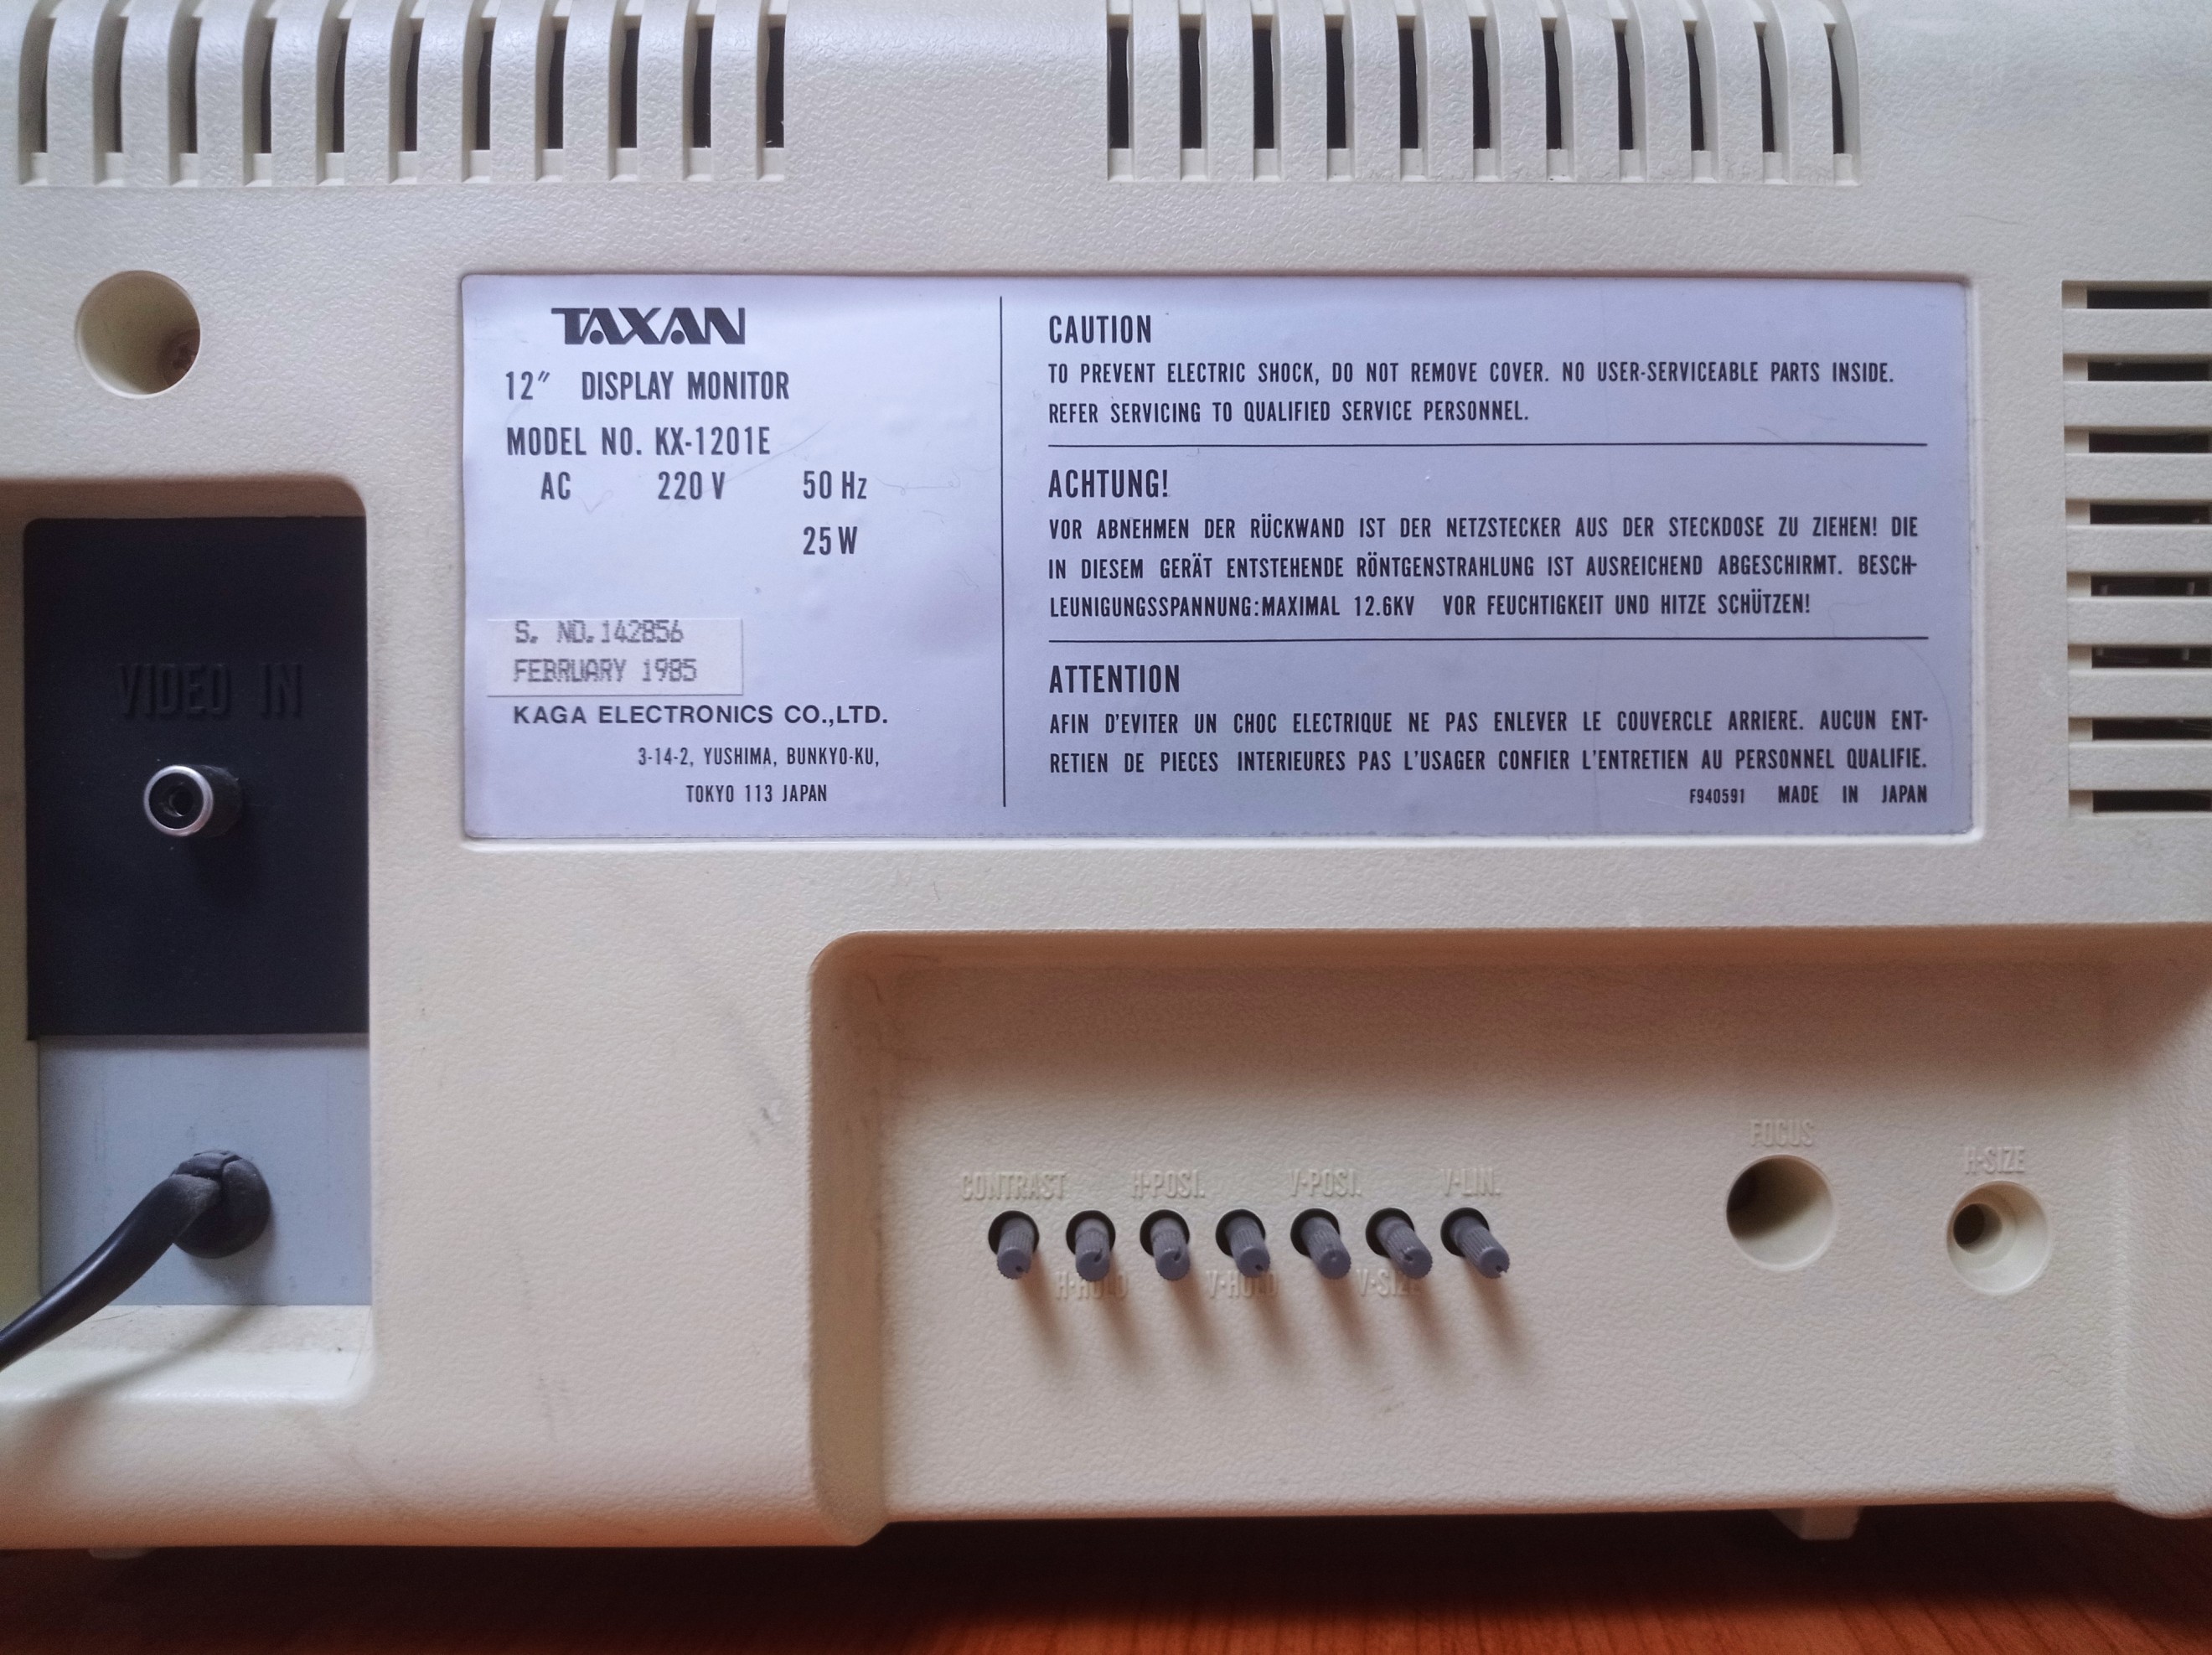 TAXAN
12" DISPLAY MONITOR
MODEL NO. KX-1201E
AC 220 V 50 Hz
25 W
S. NO. 142856
FEBRUARY 1985
KAGA ELECTRONICS CO.,LTD.
3-14-2, YUSHIMA, BUNKYO-KU,
TOKYO 113 JAPAN
CAUTION
TO PREVENT ELECTRIC SHOCK, DO NOT REMOVE COVER. NO USER-SERVICEABLE PARTS INSIDE.
REFER SERVICING TO QUALIFIED SERVICE PERSONNEL.
ACHTUNG!
VOR ABNEHMEN DER RÜCKWAND IST DER NETZSTECKER AUS DER STECKDOSE ZU ZIEHEN! DIE
IN DIESEM GERÄT ENTSTEHENDE RÖNTGENSTRAHLUNG IST AUSREICHEND ABGESCHIRMT. BESCH-
LEUNIGUNGSSPANNUNG:MAXIMAL 12.6KV VOR FEUCHTIGKEIT UND HITZE SCHÜTZEN!
ATTENTION
AFIN D'EVITER UN CHOC ELECTRIQUE NE PAS ENLEVER LE COUVERCLE ARRIERE. AUCUN ENT-
RETIEN DE PIECES INTERIEURES PAS L'USAGER CONFIER L'ENTRETIEN AU PERSONNEL QUALIFIE.
F940591 MADE IN JAPAN
VIDEO IN
CONTRAST H-POSI. V-POSI. V-LIN.
H-HOLD V-HOLD V-SIZE
FOCUS
H-SIZE